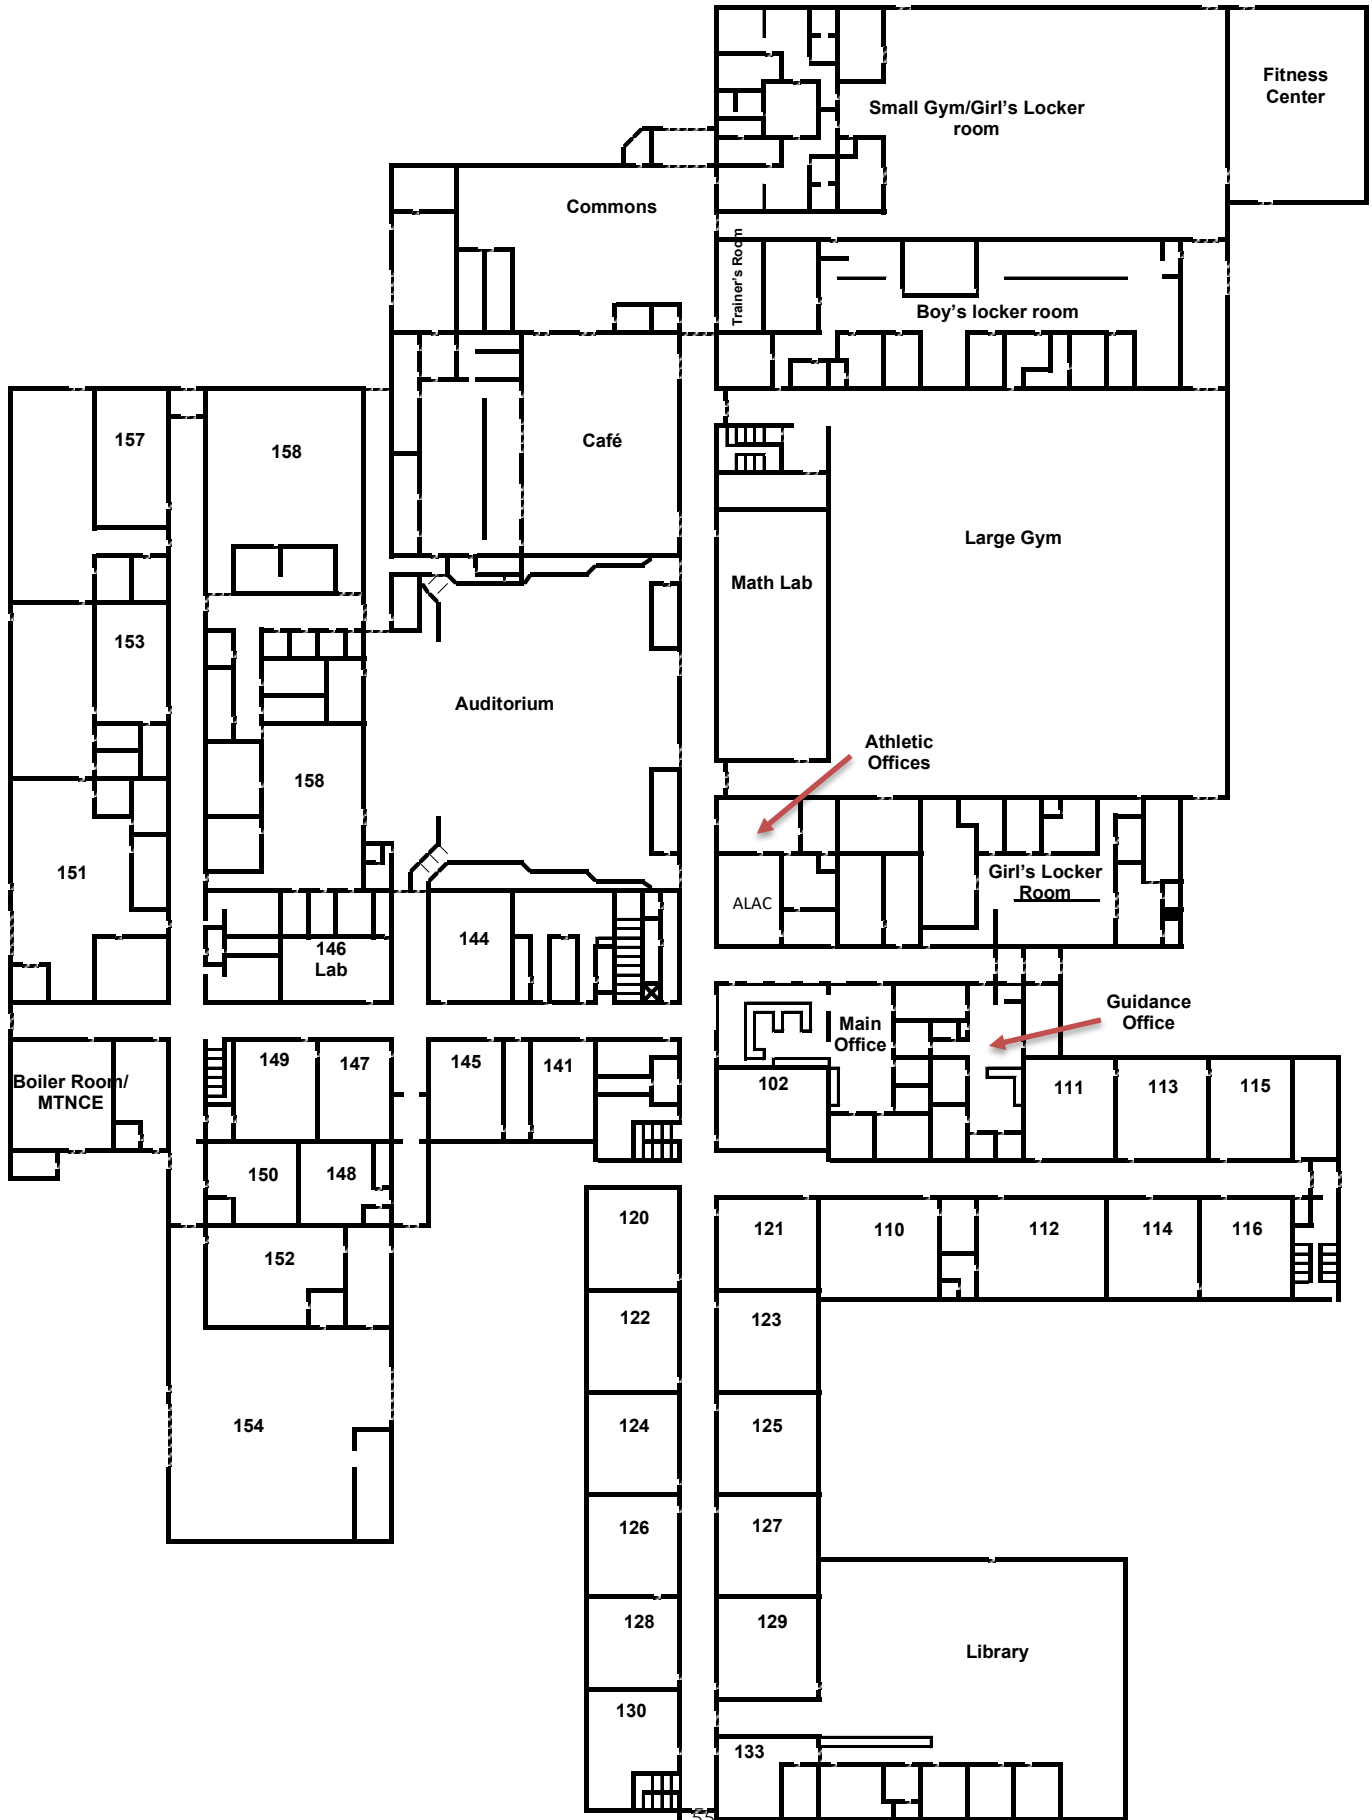 Fitness
Center
Small Gym/Girl's Locker
room
Commons
Trainer's Room
Boy's locker room
157
158
Café
Large Gym
Math Lab
153
Auditorium
Athletic
Offices
158
151
Girl's Locker
Room
ALAC
144
146
Lab
Guidance
Office
Main
Office
149
147
145
141
102
111
113
115
Boiler Room/
MTNCE
150
148
120
121
110
112
114
116
152
122
123
124
125
154
126
127
128
129
Library
130
133
55